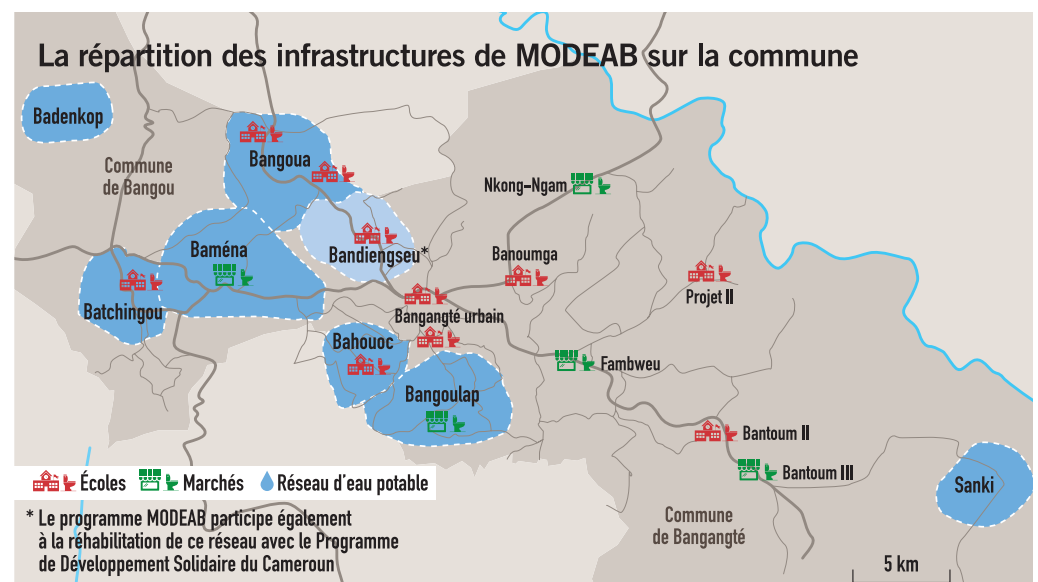 La répartition des infrastructures de MODEAB sur la commune
Badenkop
Bangoua
Commune
de Bangou
Nkong-Ngam
Baména
Bandiengseu*
Banoumga
Projet II
Batchingou
Bangangté urbain
Bahouoc
Fambweu
Bangoulap
Bantoum II
Bantoum III
Sanki
Écoles
Marchés
Réseau d'eau potable
* Le programme MODEAB participe également
à la réhabilitation de ce réseau avec le Programme
de Développement Solidaire du Cameroun
Commune
de Bangangté
5 km